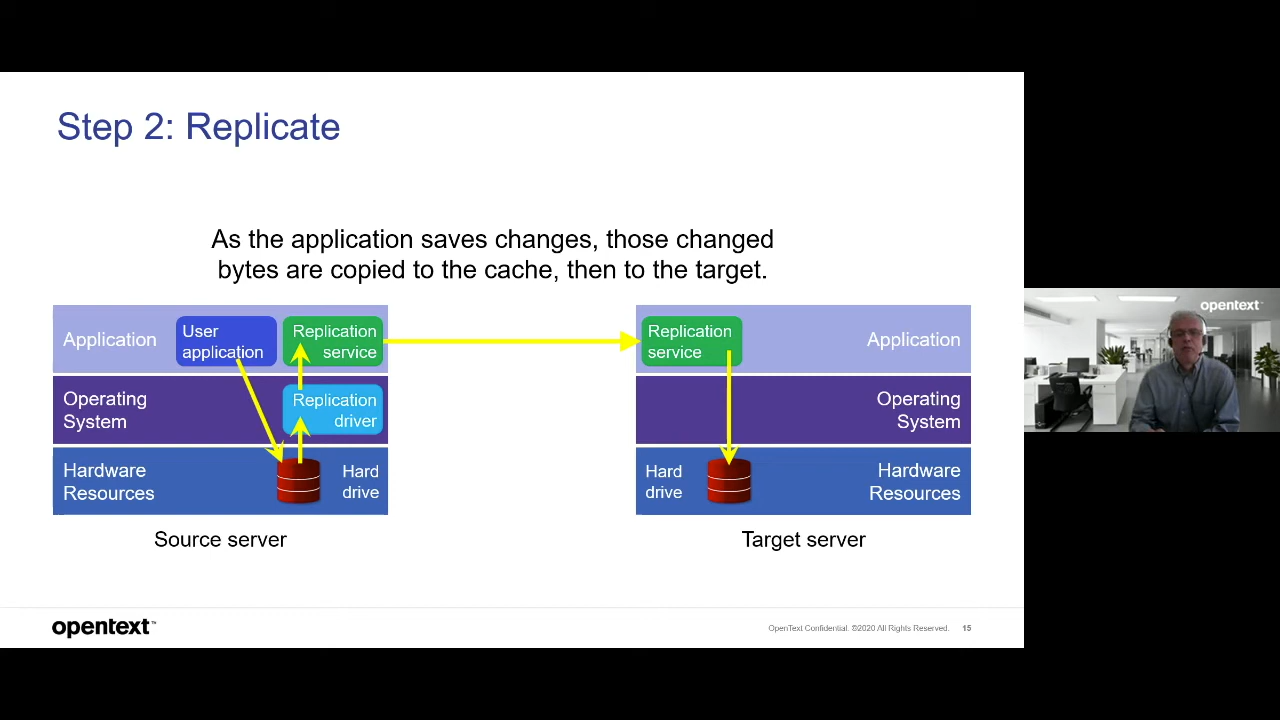 Step 2: Replicate
As the application saves changes, those changed
bytes are copied to the cache, then to the target.
Application
User
application
Replication
service
Operating
System
Replication
driver
Hardware
Resources
Hard
drive
Source server
Replication
service
Application
Operating
System
Hard
drive
Hardware
Resources
Target server
opentext™
OpenText Confidential. ©2020 All Rights Reserved. 15
opentext™